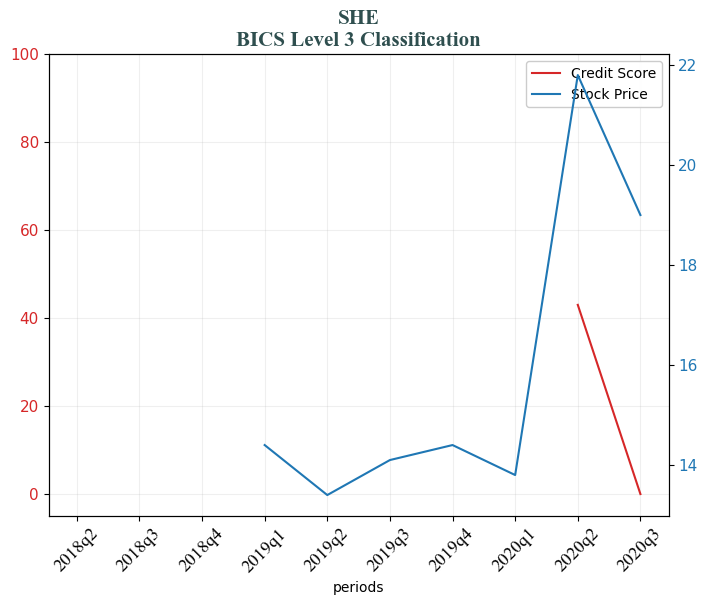 SHE
BICS Level 3 Classification
100
80
60
40
20
0
Credit Score
Stock Price
22
20
18
16
14
2018q2
2018q3
2018q4
2019q1
2019q2
2019q3
2019q4
2020q1
2020q2
2020q3
periods